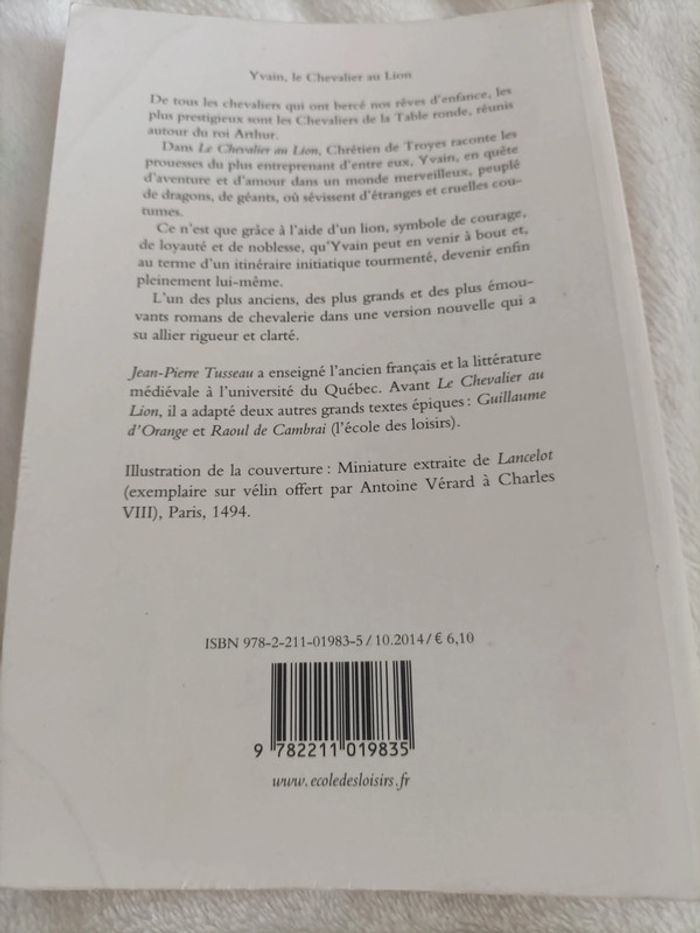 Yvain, le Chevalier au Lion
De tous les chevaliers qui ont bercé nos rêves d'enfance, les
plus prestigieux sont les Chevaliers de la Table ronde, réunis
autour du roi Arthur.
Dans Le Chevalier au Lion, Chrétien de Troyes raconte les
prouesses du plus entreprenant d'entre eux, Yvain, en quête
d'aventure et d'amour dans un monde merveilleux, peuplé
de dragons, de géants, où sévissent d'étranges et cruelles cou-
tumes.
Ce n'est que grâce à l'aide d'un lion, symbole de courage,
de loyauté et de noblesse, qu'Yvain peut en venir à bout et,
au terme d'un itinéraire initiatique tourmenté, devenir enfin
pleinement lui-même.
L'un des plus anciens, des plus grands et des plus émou-
vants romans de chevalerie dans une version nouvelle qui a
su allier rigueur et clarté.
Jean-Pierre Tusseau a enseigné l'ancien français et la littérature
médiévale à l'université du Québec. Avant Le Chevalier au
Lion, il a adapté deux autres grands textes épiques : Guillaume
d'Orange et Raoul de Cambrai (l'école des loisirs).
Illustration de la couverture : Miniature extraite de Lancelot
(exemplaire sur vélin offert par Antoine Vérard à Charles
VIII), Paris, 1494.
ISBN 978-2-211-01983-5 / 10.2014 / € 6,10
9 782211 019835
www.ecoledesloisirs.fr